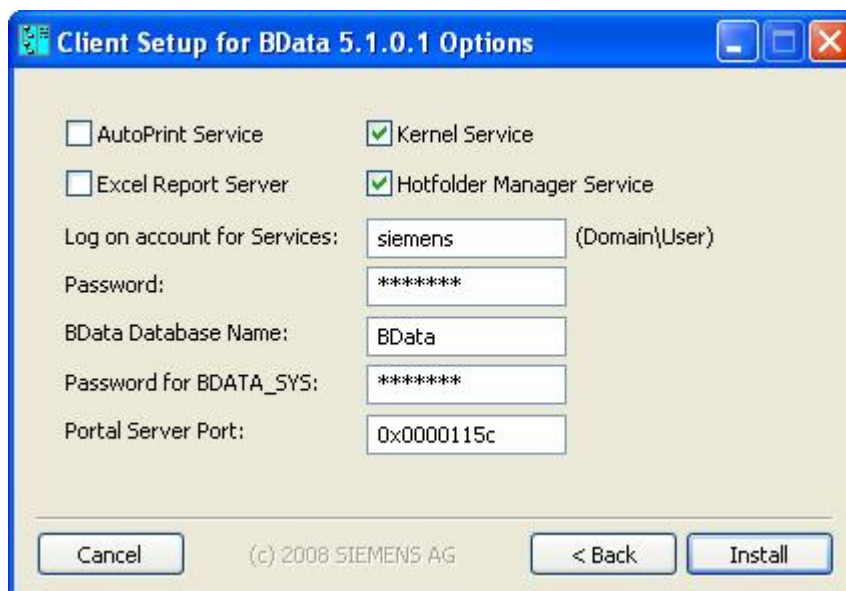 Client Setup for BData 5.1.0.1 Options
AutoPrint Service Kernel Service
Excel Report Server Hotfolder Manager Service
Log on account for Services: siemens (Domain\User)
Password: *******
BData Database Name: BData
Password for BDATA_SYS: *******
Portal Server Port: 0x0000115c
Cancel (c) 2008 SIEMENS AG < Back Install